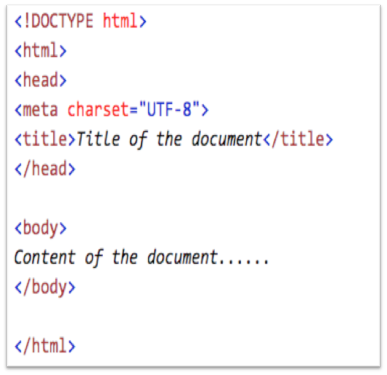 <!DOCTYPE html>
<html>
<head>
<meta charset="UTF-8">
<title>Title of the document</title>
</head>
<body>
Content of the document......
</body>
</html>